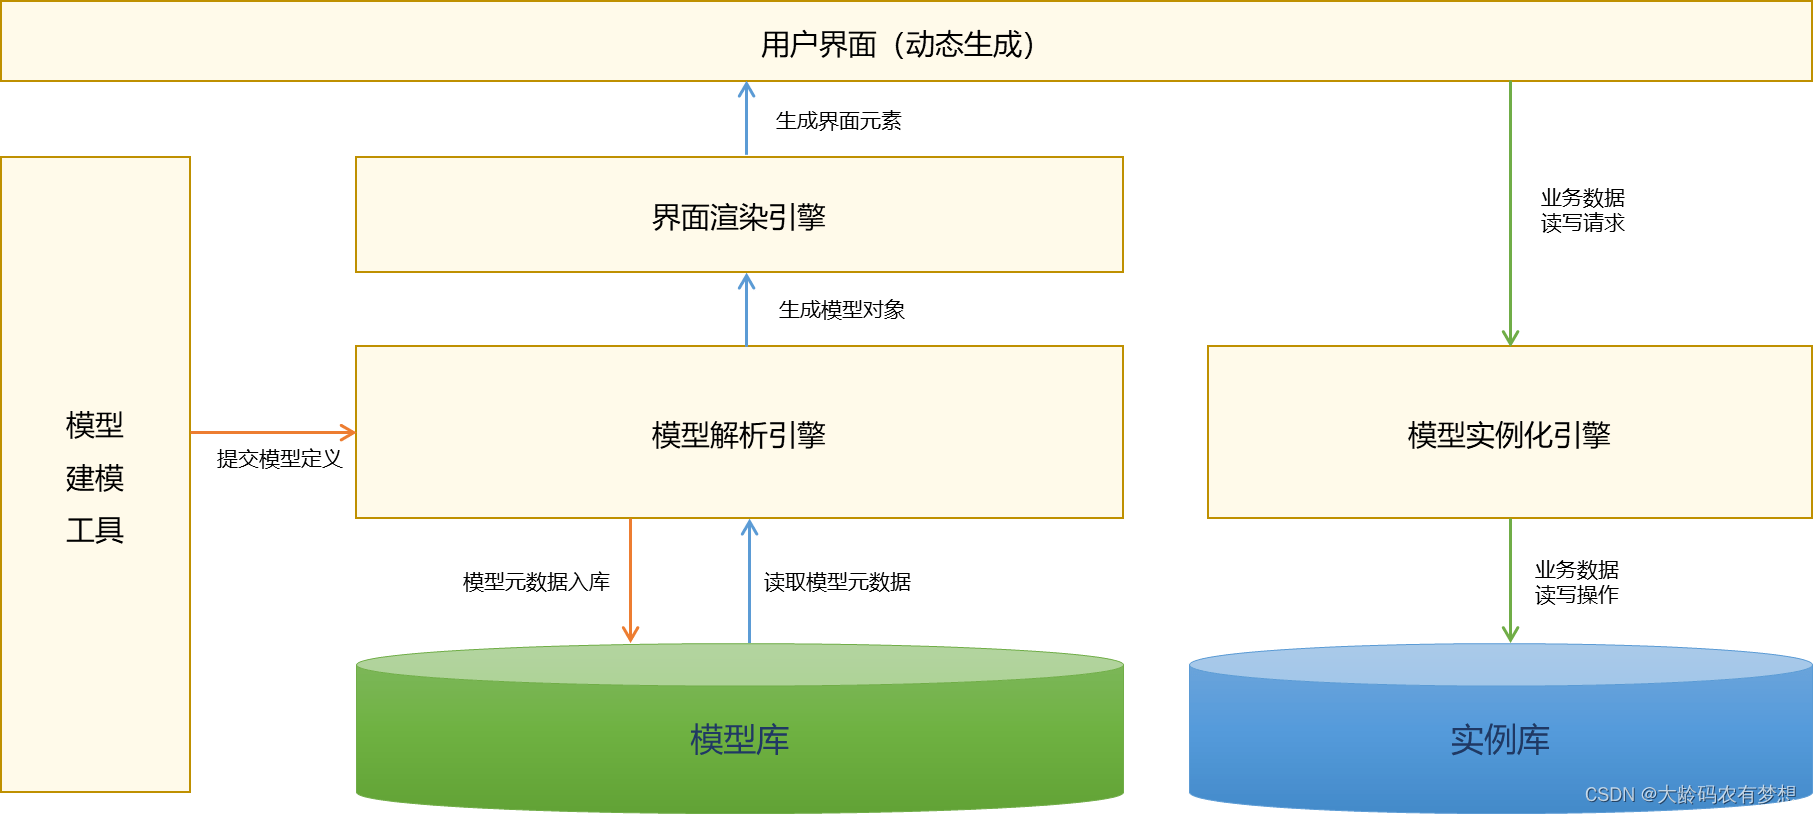 用户界面（动态生成）
生成界面元素
界面渲染引擎
业务数据
读写请求
生成模型对象
模型
建模
工具
提交模型定义
模型解析引擎
模型实例化引擎
模型元数据入库
读取模型元数据
业务数据
读写操作
模型库
实例库
CSDN @大龄码农有梦想